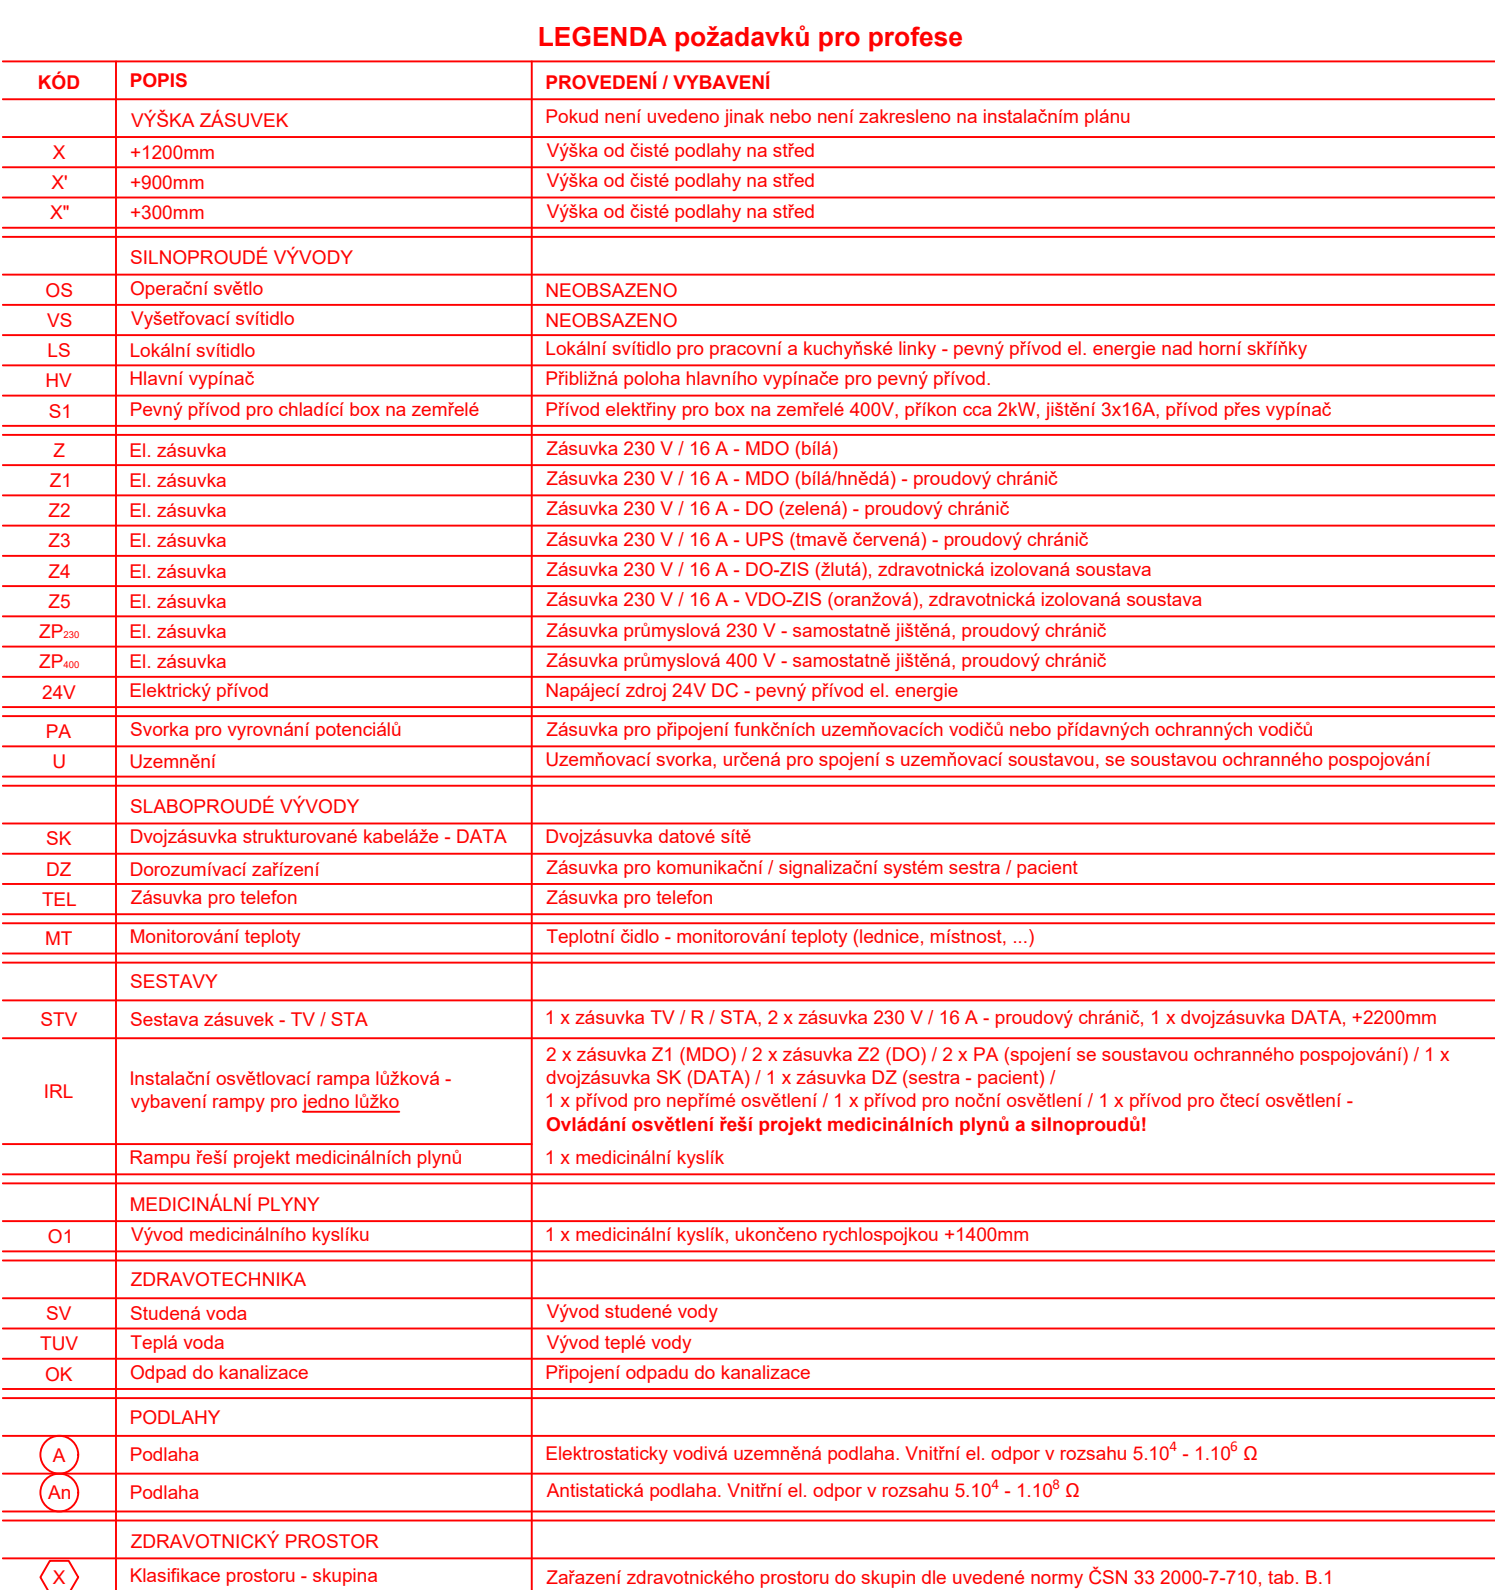 LEGENDA požadavků pro profese
KÓD POPIS PROVEDENÍ / VYBAVENÍ
VÝŠKA ZÁSUVEK Pokud není uvedeno jinak nebo není zakresleno na instalačním plánu
X +1200mm Výška od čisté podlahy na střed
X' +900mm Výška od čisté podlahy na střed
X" +300mm Výška od čisté podlahy na střed
SILNOPROUDÉ VÝVODY
OS Operační světlo NEOBSAZENO
VS Vyšetřovací svítidlo NEOBSAZENO
LS Lokální svítidlo Lokální svítidlo pro pracovní a kuchyňské linky - pevný přívod el. energie nad horní skříňky
HV Hlavní vypínač Přibližná poloha hlavního vypínače pro pevný přívod.
S1 Pevný přívod pro chladící box na zemřelé Přívod elektřiny pro box na zemřelé 400V, příkon cca 2kW, jištění 3x16A, přívod přes vypínač
Z El. zásuvka Zásuvka 230 V / 16 A - MDO (bílá)
Z1 El. zásuvka Zásuvka 230 V / 16 A - MDO (bílá/hnědá) - proudový chránič
Z2 El. zásuvka Zásuvka 230 V / 16 A - DO (zelená) - proudový chránič
Z3 El. zásuvka Zásuvka 230 V / 16 A - UPS (tmavě červená) - proudový chránič
Z4 El. zásuvka Zásuvka 230 V / 16 A - DO-ZIS (žlutá), zdravotnická izolovaná soustava
Z5 El. zásuvka Zásuvka 230 V / 16 A - VDO-ZIS (oranžová), zdravotnická izolovaná soustava
ZP₂₃₀ El. zásuvka Zásuvka průmyslová 230 V - samostatně jištěná, proudový chránič
ZP₄₀₀ El. zásuvka Zásuvka průmyslová 400 V - samostatně jištěná, proudový chránič
24V Elektrický přívod Napájecí zdroj 24V DC - pevný přívod el. energie
PA Svorka pro vyrovnání potenciálů Zásuvka pro připojení funkčních uzemňovacích vodičů nebo přídavných ochranných vodičů
U Uzemnění Uzemňovací svorka, určená pro spojení s uzemňovací soustavou, se soustavou ochranného pospojování
SLABOPROUDÉ VÝVODY
SK Dvojzásuvka strukturované kabeláže - DATA Dvojzásuvka datové sítě
DZ Dorozumívací zařízení Zásuvka pro komunikační / signalizační systém sestra / pacient
TEL Zásuvka pro telefon Zásuvka pro telefon
MT Monitorování teploty Teplotní čidlo - monitorování teploty (lednice, místnost, ...)
SESTAVY
STV Sestava zásuvek - TV / STA 1 x zásuvka TV / R / STA, 2 x zásuvka 230 V / 16 A - proudový chránič, 1 x dvojzásuvka DATA, +2200mm
IRL Instalační osvětlovací rampa lůžková -
vybavení rampy pro jedno lůžko
2 x zásuvka Z1 (MDO) / 2 x zásuvka Z2 (DO) / 2 x PA (spojení se soustavou ochranného pospojování) / 1 x
dvojzásuvka SK (DATA) / 1 x zásuvka DZ (sestra - pacient) /
1 x přívod pro nepřímé osvětlení / 1 x přívod pro noční osvětlení / 1 x přívod pro čtecí osvětlení -
Ovládání osvětlení řeší projekt medicinálních plynů a silnoproudů!
Rampu řeší projekt medicinálních plynů 1 x medicinální kyslík
MEDICINÁLNÍ PLYNY
O1 Vývod medicinálního kyslíku 1 x medicinální kyslík, ukončeno rychlospojkou +1400mm
ZDRAVOTECHNIKA
SV Studená voda Vývod studené vody
TUV Teplá voda Vývod teplé vody
OK Odpad do kanalizace Připojení odpadu do kanalizace
PODLAHY
A Podlaha Elektrostaticky vodivá uzemněná podlaha. Vnitřní el. odpor v rozsahu 5.10⁴ - 1.10⁶ Ω
An Podlaha Antistatická podlaha. Vnitřní el. odpor v rozsahu 5.10⁴ - 1.10⁸ Ω
ZDRAVOTNICKÝ PROSTOR
X Klasifikace prostoru - skupina Zařazení zdravotnického prostoru do skupin dle uvedené normy ČSN 33 2000-7-710, tab. B.1